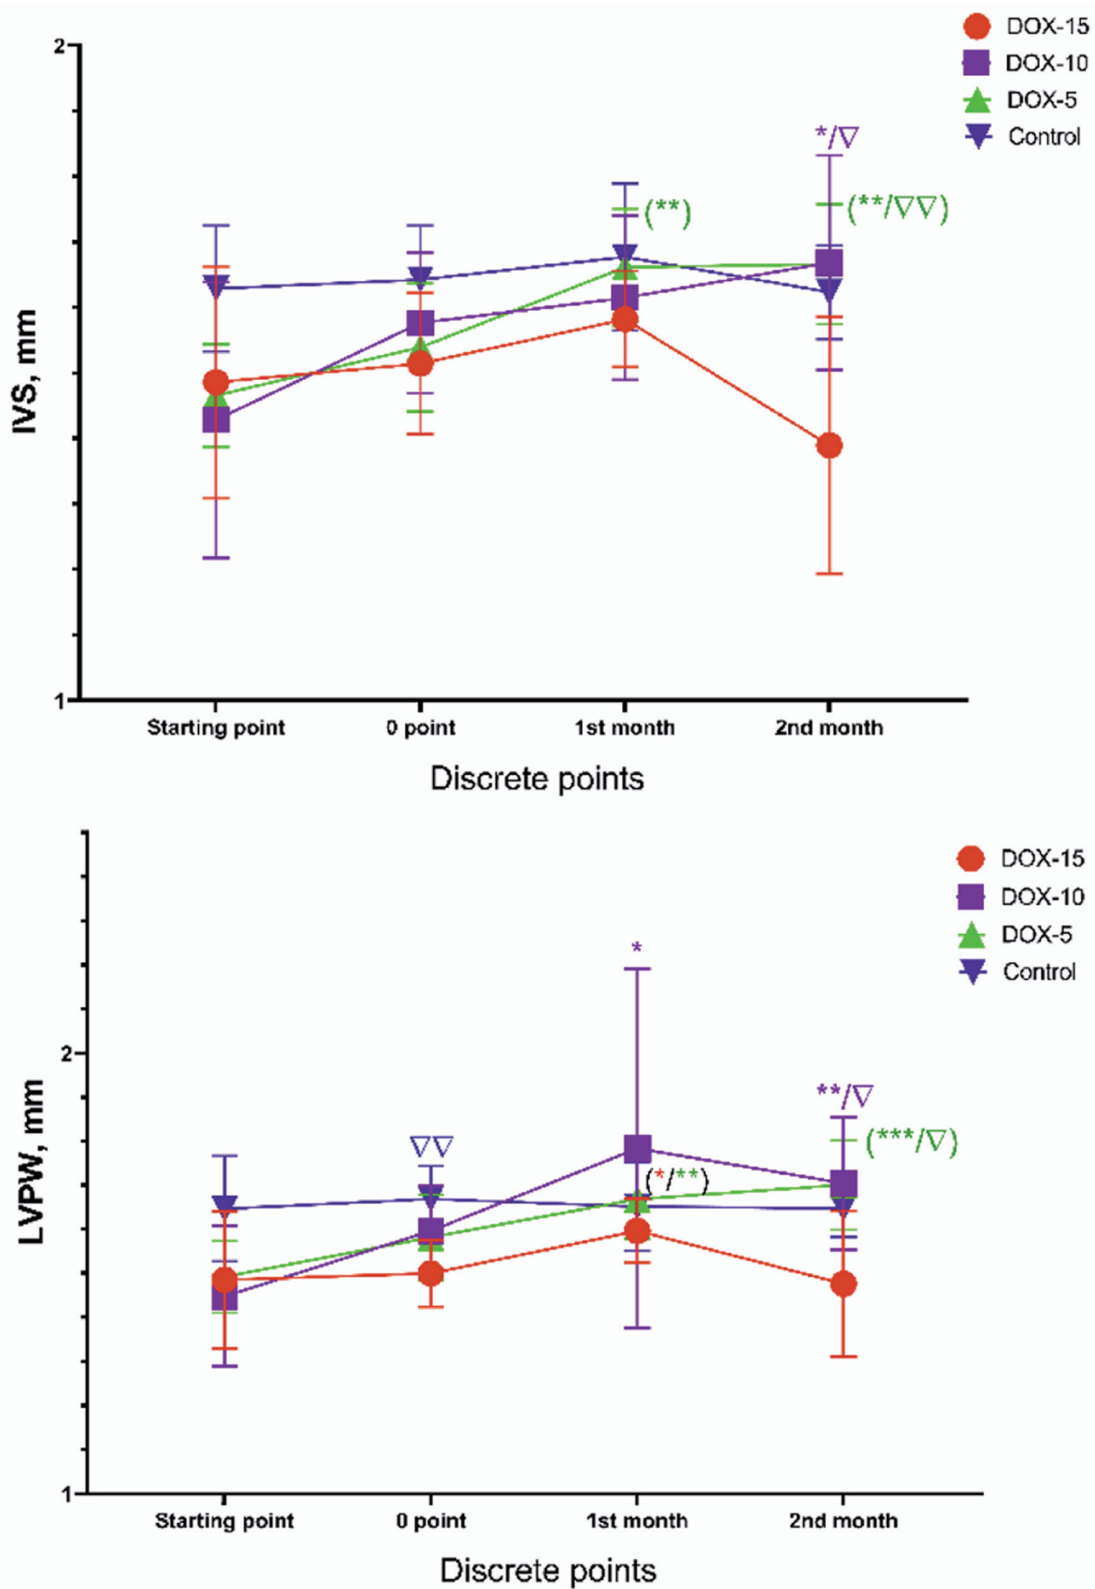 DOX-15
DOX-10
DOX-5
Control
2
*/∇
(**)
(**/∇∇)
IVS, mm
1
Starting point 0 point 1st month 2nd month
Discrete points
DOX-15
DOX-10
DOX-5
Control
*
2
**/∇
(***/∇)
∇∇
(*/**)
LVPW, mm
1
Starting point 0 point 1st month 2nd month
Discrete points